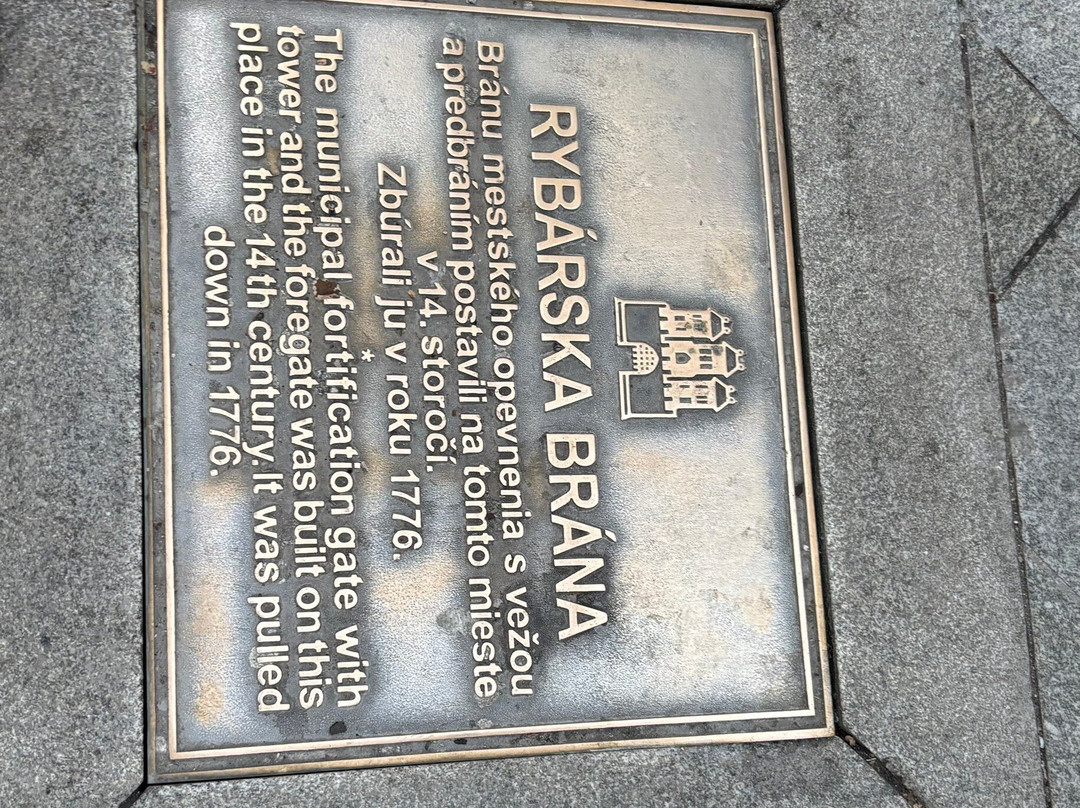 RYBÁRSKA BRÁNA
Bránu mestského opevnenia s vežou
a predbráním postavili na tomto mieste
v 14. storočí.
Zbúrali ju v roku 1776.
*
The municipal fortification gate with
tower and the foregate was built on this
place in the 14th century. It was pulled
down in 1776.